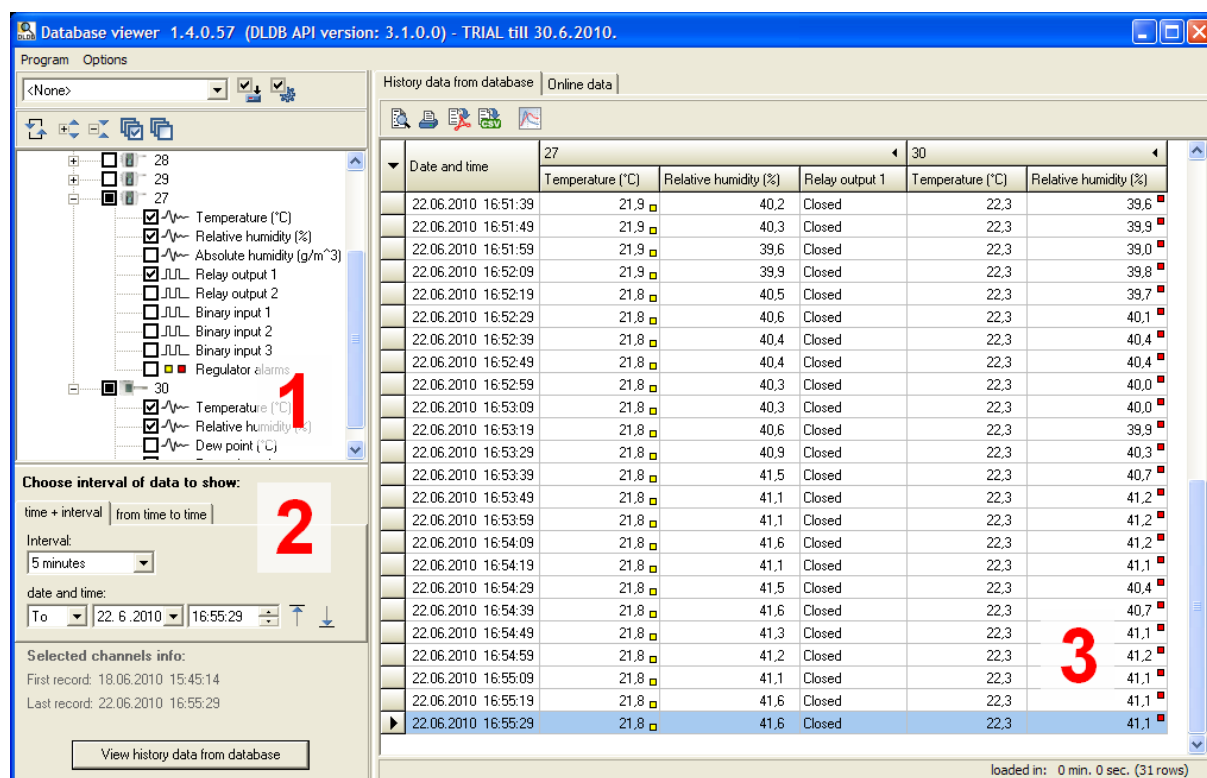 Database viewer 1.4.0.57 (DLDB API version: 3.1.0.0) - TRIAL till 30.6.2010.
Program Options
<None>
28
29
27
Temperature (°C)
Relative humidity (%)
Absolute humidity (g/m^3)
Relay output 1
Relay output 2
Binary input 1
Binary input 2
Binary input 3
Regulator alarms
30
Temperature (°C)
Relative humidity (%)
Dew point (°C)
1
Choose interval of data to show:
time + interval from time to time
2
Interval:
5 minutes
date and time:
To 22. 6 .2010 16:55:29
Selected channels info:
First record: 18.06.2010 15:45:14
Last record: 22.06.2010 16:55:29
View history data from database
History data from database Online data
CSV
27 30
Date and time Temperature (°C) Relative humidity (%) Relay output 1 Temperature (°C) Relative humidity (%)
22.06.2010 16:51:39 21,9 40,2 Closed 22,3 39,6
22.06.2010 16:51:49 21,9 40,3 Closed 22,3 39,9
22.06.2010 16:51:59 21,9 39,6 Closed 22,3 39,0
22.06.2010 16:52:09 21,9 39,9 Closed 22,3 39,8
22.06.2010 16:52:19 21,8 40,5 Closed 22,3 39,7
22.06.2010 16:52:29 21,8 40,6 Closed 22,3 40,1
22.06.2010 16:52:39 21,8 40,4 Closed 22,3 40,4
22.06.2010 16:52:49 21,8 40,4 Closed 22,3 40,4
22.06.2010 16:52:59 21,8 40,3 Closed 22,3 40,0
22.06.2010 16:53:09 21,8 40,3 Closed 22,3 40,0
22.06.2010 16:53:19 21,8 40,6 Closed 22,3 39,9
22.06.2010 16:53:29 21,8 40,9 Closed 22,3 40,3
22.06.2010 16:53:39 21,8 41,5 Closed 22,3 40,7
22.06.2010 16:53:49 21,8 41,1 Closed 22,3 41,2
22.06.2010 16:53:59 21,8 41,1 Closed 22,3 41,2
22.06.2010 16:54:09 21,8 41,6 Closed 22,3 41,2
22.06.2010 16:54:19 21,8 41,1 Closed 22,3 41,1
22.06.2010 16:54:29 21,8 41,5 Closed 22,3 40,4
22.06.2010 16:54:39 21,8 41,6 Closed 22,3 40,7
22.06.2010 16:54:49 21,8 41,3 Closed 22,3 41,1
22.06.2010 16:54:59 21,8 41,2 Closed 22,3 41,2
22.06.2010 16:55:09 21,8 41,1 Closed 22,3 41,1
22.06.2010 16:55:19 21,8 41,6 Closed 22,3 41,1
22.06.2010 16:55:29 21,8 41,6 Closed 22,3 41,1
3
loaded in: 0 min. 0 sec. (31 rows)